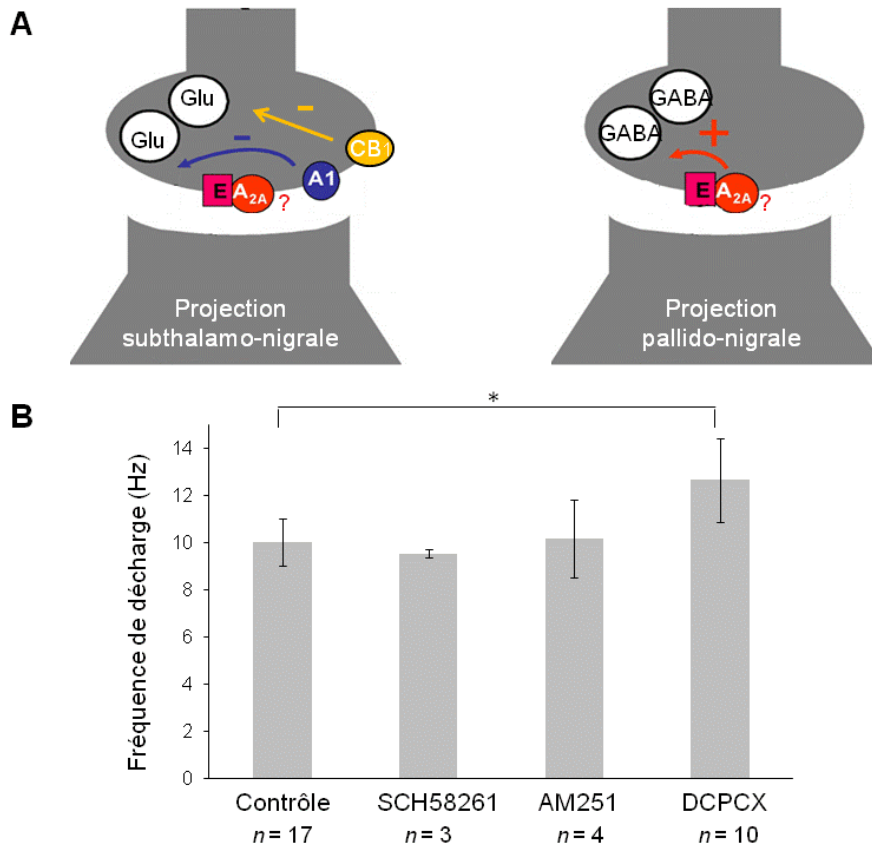 A
Glu
Glu
-
-
CB1
A1
E
A2A
?
Projection
subthalamo-nigrale
GABA
GABA
+
E
A2A
?
Projection
pallido-nigrale
B
*
Fréquence de décharge (Hz)
14
12
10
8
6
4
2
0
Contrôle SCH58261 AM251 DCPCX
n = 17 n = 3 n = 4 n = 10